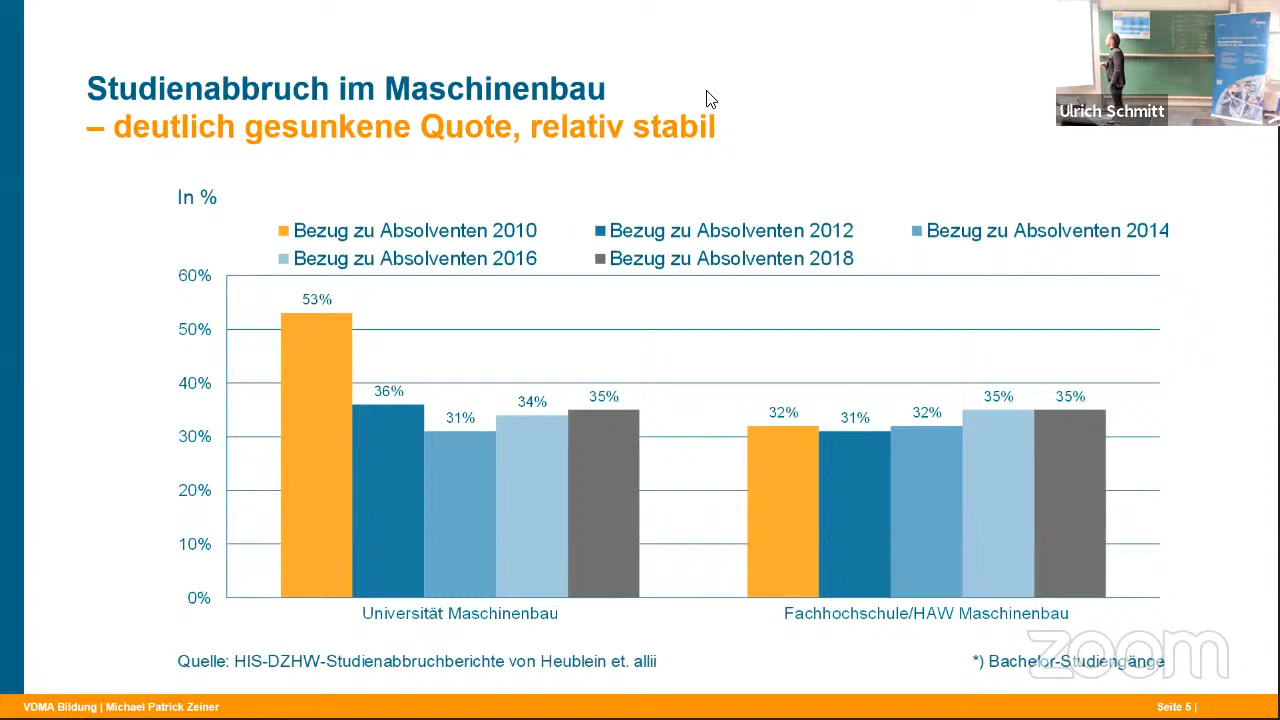 Studienabbruch im Maschinenbau
– deutlich gesunkene Quote, relativ stabil
Ulrich Schmitt
In %
Bezug zu Absolventen 2010
Bezug zu Absolventen 2012
Bezug zu Absolventen 2014
Bezug zu Absolventen 2016
Bezug zu Absolventen 2018
60%
50%
40%
30%
20%
10%
0%
53%
36%
31%
34%
35%
32%
31%
32%
35%
35%
Universität Maschinenbau
Fachhochschule/HAW Maschinenbau
Quelle: HIS-DZHW-Studienabbruchberichte von Heublein et. allii
*) Bachelor-Studiengänge
zoom
VDMA Bildung | Michael Patrick Zeiner
Seite 5 |